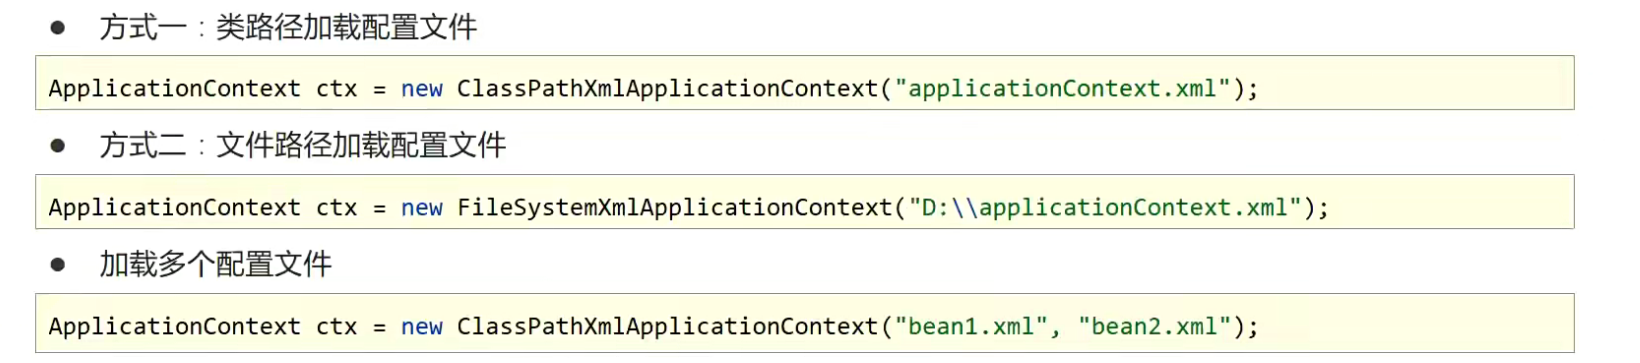 ● 方式一：类路径加载配置文件
ApplicationContext ctx = new ClassPathXmlApplicationContext("applicationContext.xml");
● 方式二：文件路径加载配置文件
ApplicationContext ctx = new FileSystemXmlApplicationContext("D:\\applicationContext.xml");
● 加载多个配置文件
ApplicationContext ctx = new ClassPathXmlApplicationContext("bean1.xml", "bean2.xml");